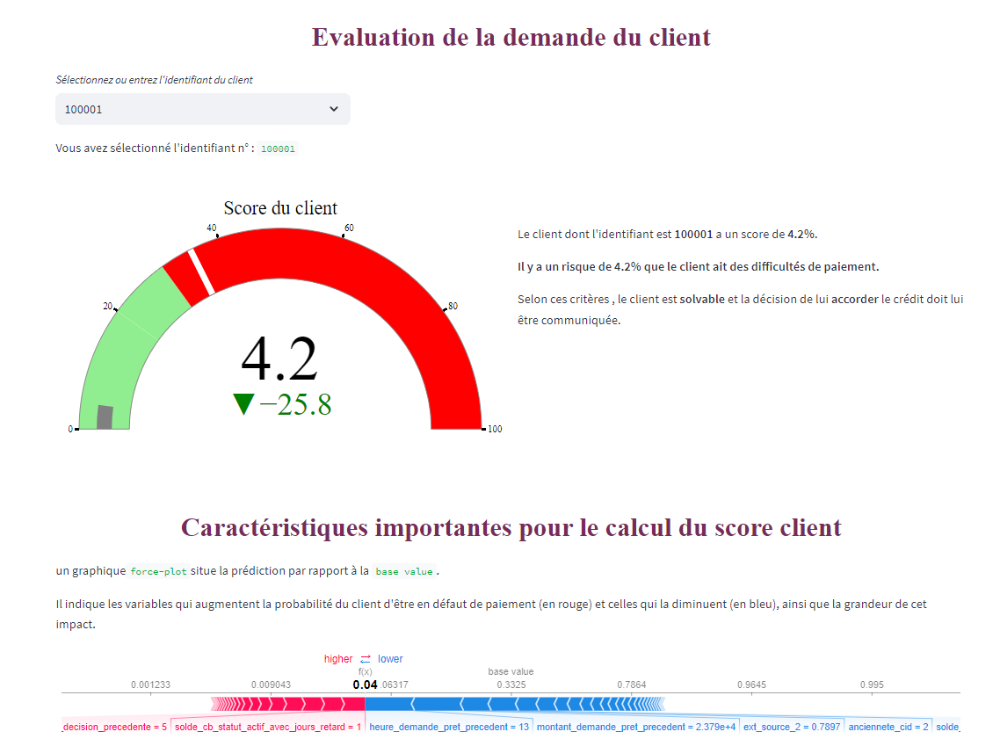 Evaluation de la demande du client
Sélectionnez ou entrez l'identifiant du client
100001
Vous avez sélectionné l'identifiant n° : 100001
Score du client
0
20
40
60
80
100
4.2
▼−25.8
Le client dont l'identifiant est 100001 a un score de 4.2%.
Il y a un risque de 4.2% que le client ait des difficultés de paiement.
Selon ces critères , le client est solvable et la décision de lui accorder le crédit doit lui
être communiquée.
Caractéristiques importantes pour le calcul du score client
un graphique force-plot situe la prédiction par rapport à la base value .
Il indique les variables qui augmentent la probabilité du client d'être en défaut de paiement (en rouge) et celles qui la diminuent (en bleu), ainsi que la grandeur de cet
impact.
higher ⇄ lower
f(x) base value
0.001233 0.009043 0.04 06317 0.3325 0.7864 0.9645 0.995
_decision_precedente = 5 solde_cb_statut_actif_avec_jours_retard = 1 heure_demande_pret_precedent = 13 montant_demande_pret_precedent = 2.379e+4 ext_source_2 = 0.7897 anciennete_cid = 2 solde_